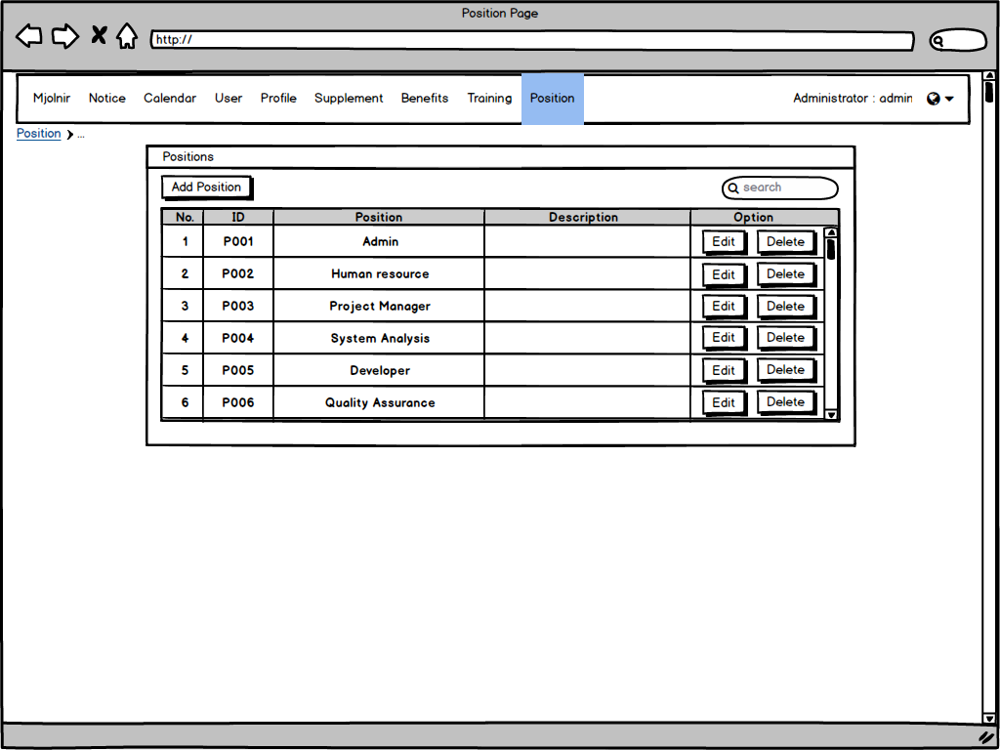 Position Page
http://
Mjolnir Notice Calendar User Profile Supplement Benefits Training Position Administrator : admin
Position ...
Positions
Add Position search
No. ID Position Description Option
1 P001 Admin Edit Delete
2 P002 Human resource Edit Delete
3 P003 Project Manager Edit Delete
4 P004 System Analysis Edit Delete
5 P005 Developer Edit Delete
6 P006 Quality Assurance Edit Delete